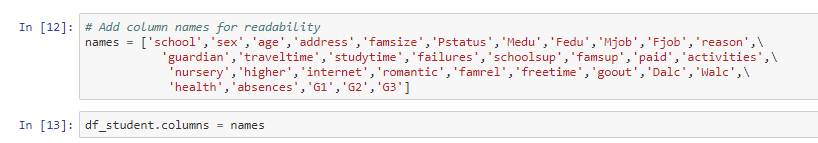 In [12]: # Add column names for readability
names = ['school','sex','age','address','famsize','Pstatus','Medu','Fedu','Mjob','Fjob','reason',\
'guardian','traveltime','studytime','failures','schoolsup','famsup','paid','activities',\
'nursery','higher','internet','romantic','famrel','freetime','goout','Dalc','Walc',\
'health','absences','G1','G2','G3']
In [13]: df_student.columns = names